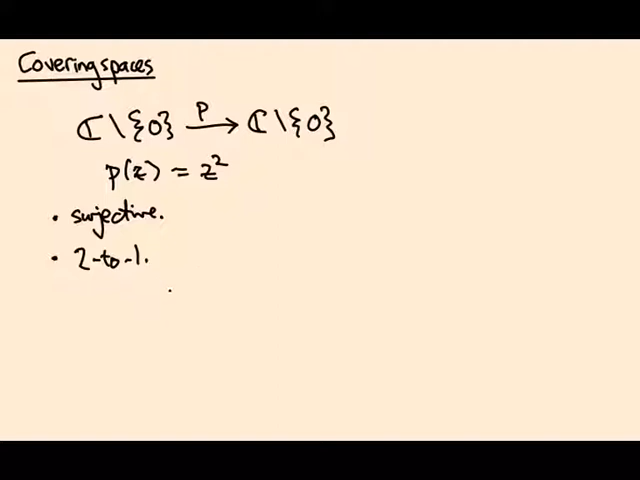 Covering spaces
ℂ \ {0} —p→ ℂ \ {0}
p(z) = z²
• surjective.
• 2-to-1.